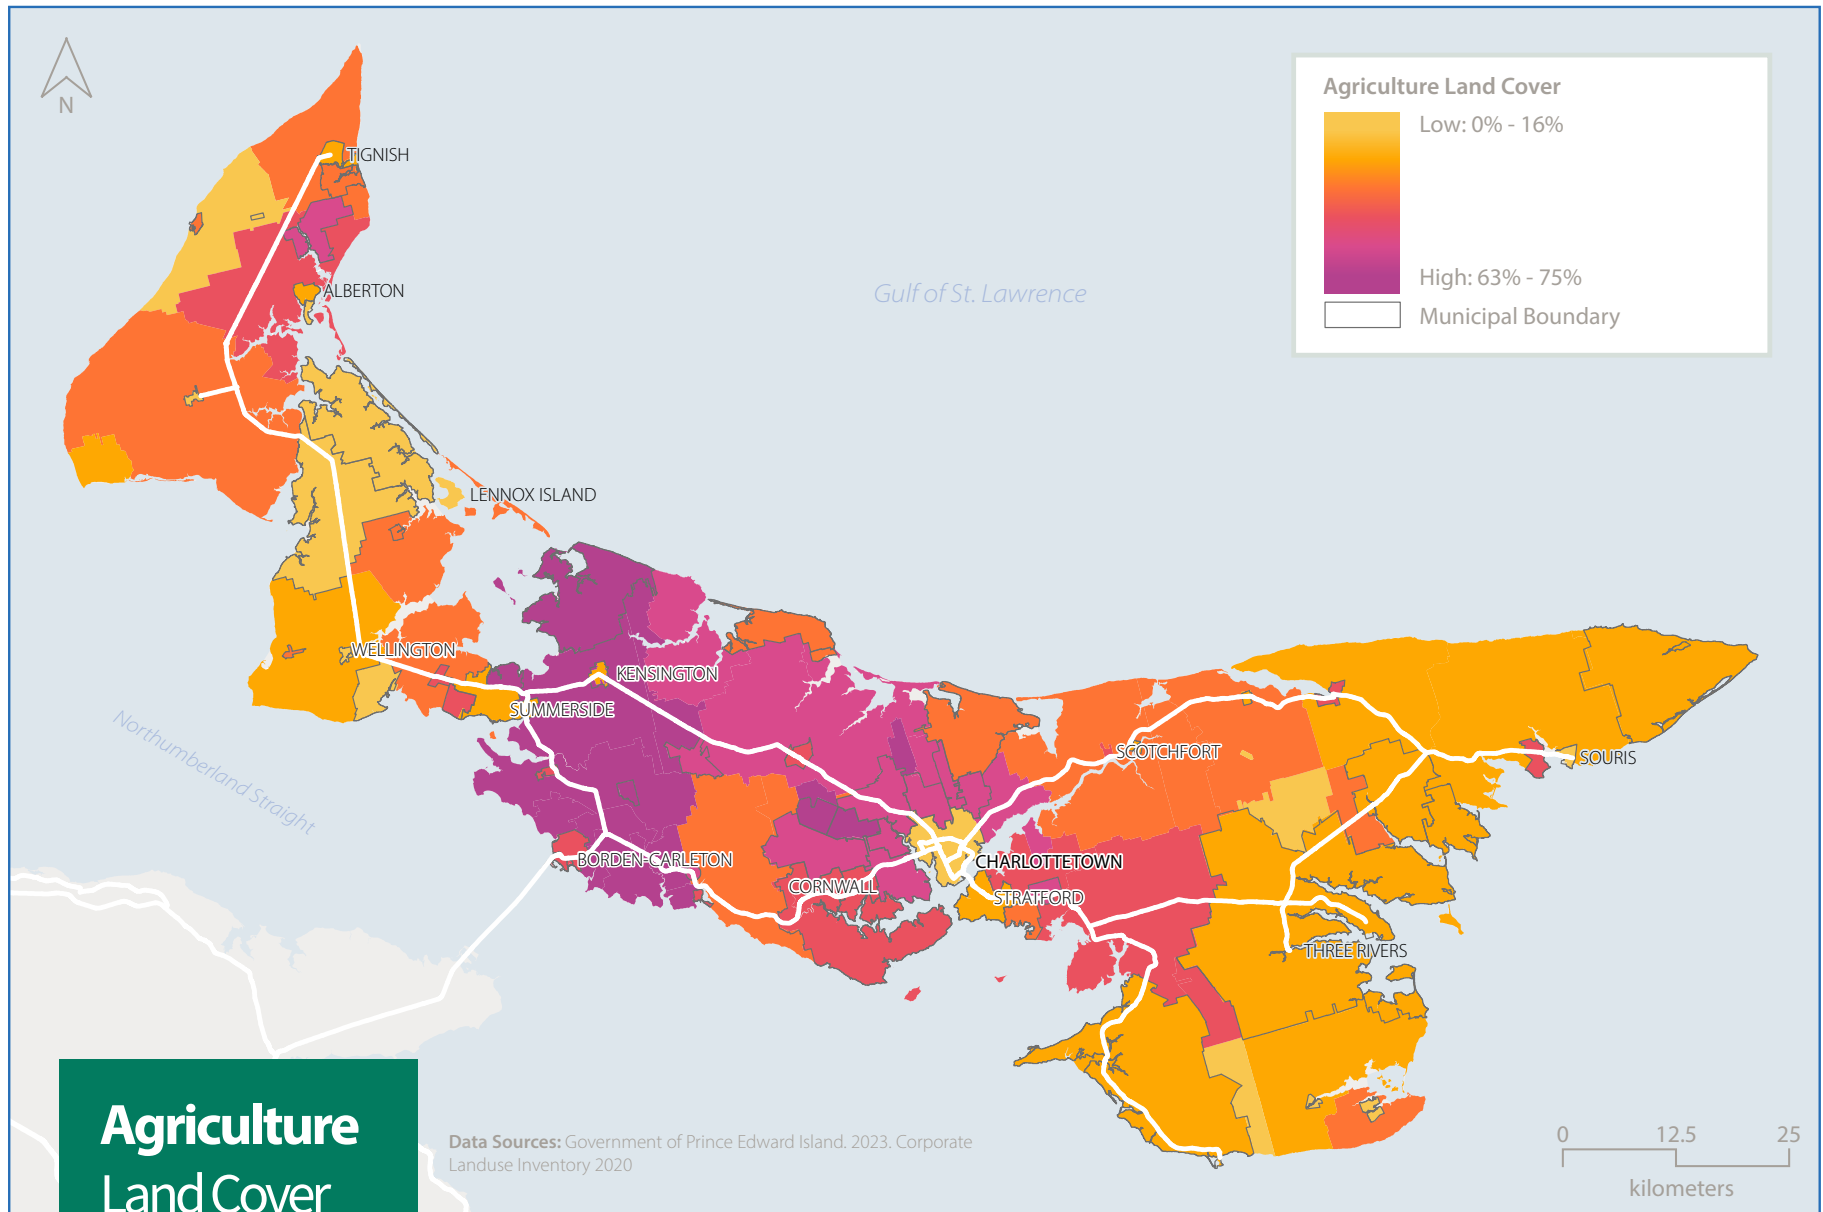 N
TIGNISH
ALBERTON
LENNOX ISLAND
Gulf of St. Lawrence
Agriculture Land Cover
Low: 0% - 16%
High: 63% - 75%
Municipal Boundary
WELLINGTON
KENSINGTON
SUMMERSIDE
Northumberland Straight
SCOTCHFORT
SOURIS
BORDEN-CARLETON
CHARLOTTETOWN
CORNWALL
STRATFORD
THREE RIVERS
Agriculture
Land Cover
Data Sources: Government of Prince Edward Island. 2023. Corporate
Landuse Inventory 2020
0 12.5 25
kilometers